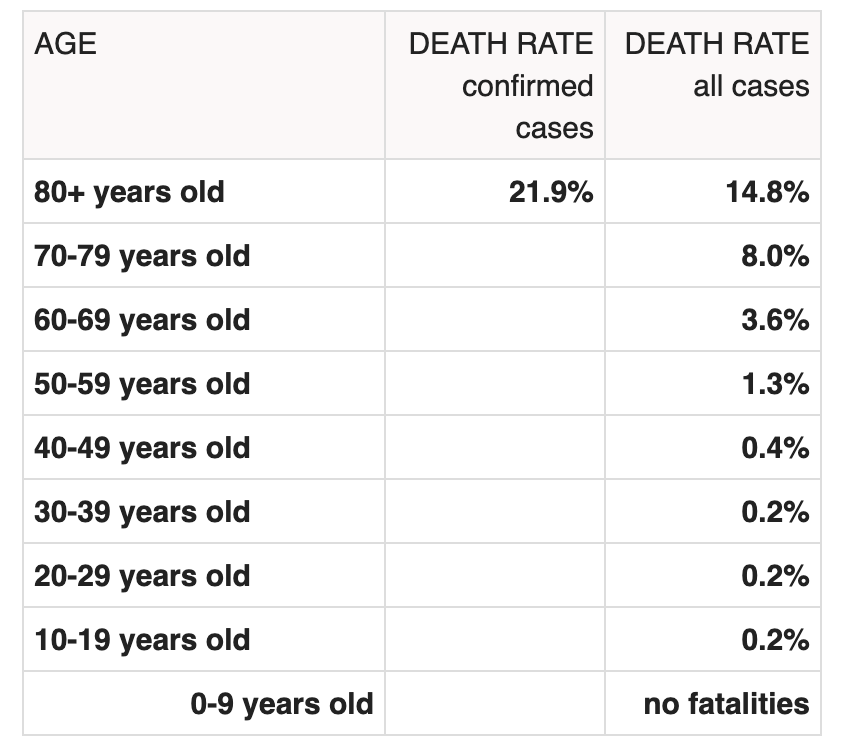 AGE DEATH RATE confirmed cases DEATH RATE all cases
80+ years old 21.9% 14.8%
70-79 years old 8.0%
60-69 years old 3.6%
50-59 years old 1.3%
40-49 years old 0.4%
30-39 years old 0.2%
20-29 years old 0.2%
10-19 years old 0.2%
0-9 years old no fatalities